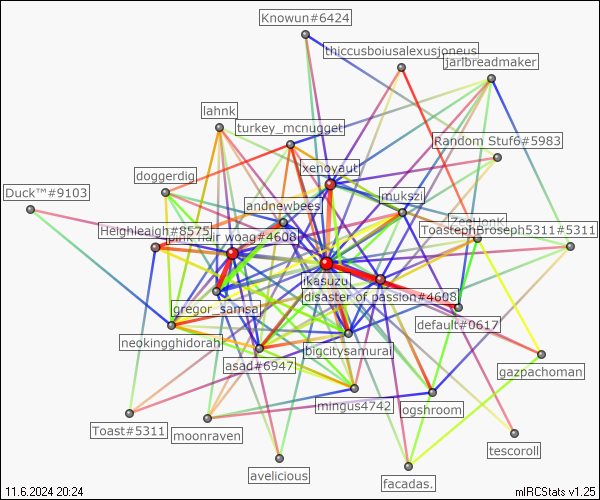 Knowun#6424
thiccusboiusalexusjoneus
jarlbreadmaker
lahnk
turkey_mcnugget
Random Stuf6#5983
xenoyaut
doggerdig
mukszi
Duck™#9103
andnewbees
ZeaHonK
Heighleaigh#8575
pink hair woag#4608
ToastephBroseph5311#5311
ikasuzu
disaster of passion#4608
gregor_samsa
default#0617
neokingghidorah
bigcitysamurai
asad#6947
gazpachoman
mingus4742
ogshroom
Toast#5311
moonraven
tescoroll
avelicious
facadas.
11.6.2024 20:24
mIRCStats v1.25